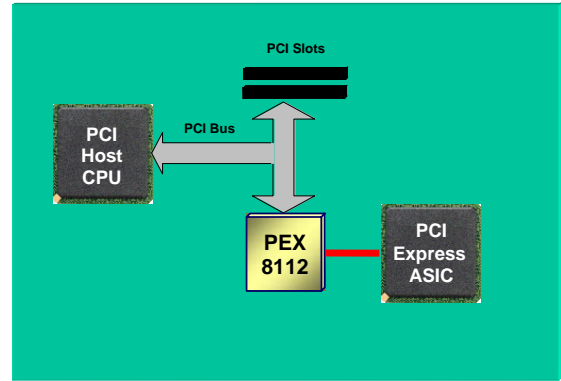 PCI Slots
PCI Bus
PCI
Host
CPU
PEX
8112
PCI
Express
ASIC